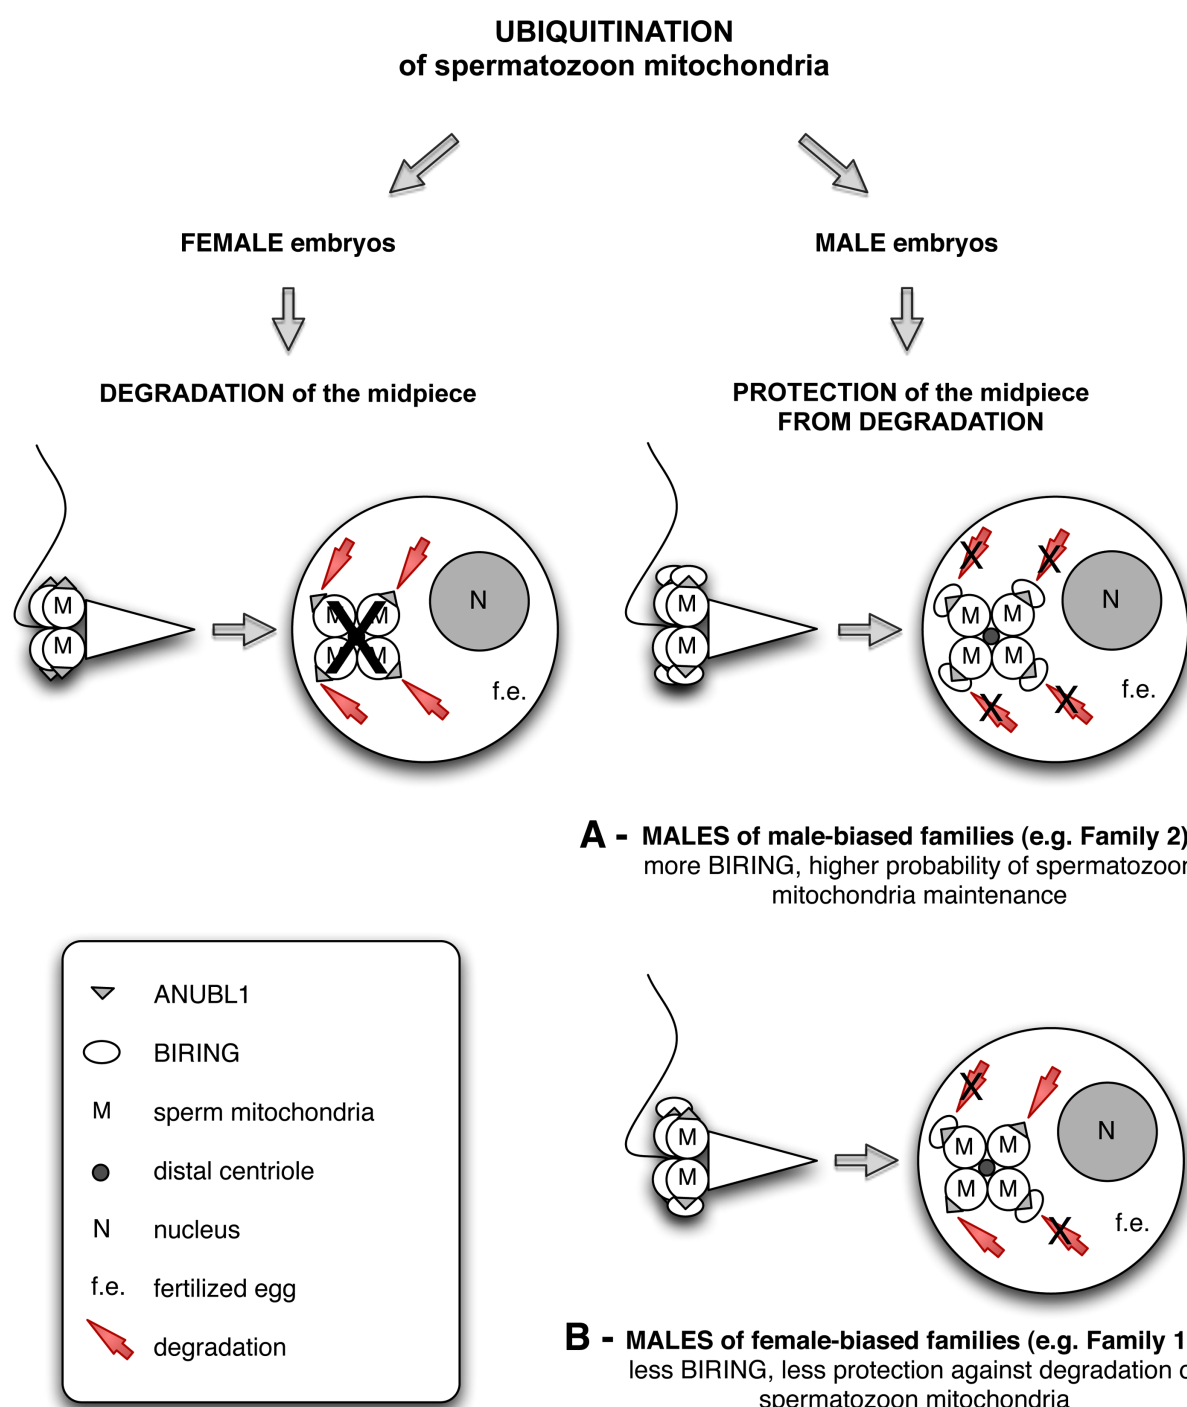 UBIQUITINATION
of spermatozoon mitochondria
FEMALE embryos
MALE embryos
DEGRADATION of the midpiece
PROTECTION of the midpiece
FROM DEGRADATION
M
M
M
M
M
M
N
f.e.
M
M
X
X
M
M
M
M
X
X
N
f.e.
A - MALES of male-biased families (e.g. Family 2)
more BIRING, higher probability of spermatozoon
mitochondria maintenance
ANUBL1
BIRING
M sperm mitochondria
distal centriole
N nucleus
f.e. fertilized egg
degradation
M
M
X
M
M
M
M
X
N
f.e.
B - MALES of female-biased families (e.g. Family 1
less BIRING, less protection against degradation
spermatozoon mitochondria